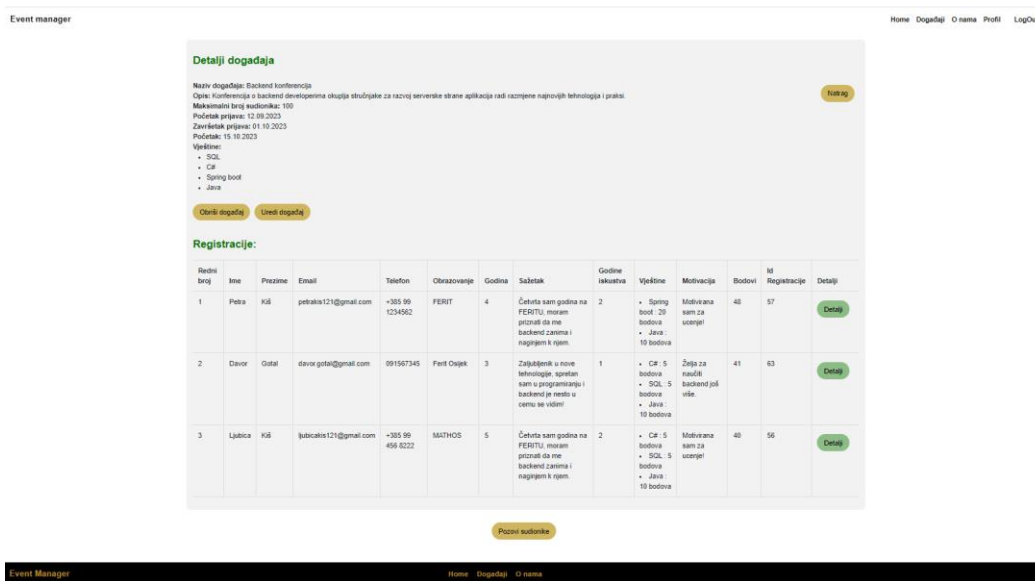 Event manager
Home Događaji O nama Profil LogOu
Detalji događaja
Naziv događaja: Backend konferencija
Opis: Konferencija o backend developerima okuplja stručnjake za razvoj serverske strane aplikacija radi razmjene najnovijih tehnologija i praksi.
Natrag
Maksimalni broj sudionika: 100
Početak prijava: 12.09.2023
Završetak prijava: 01.10.2023
Početak: 15.10.2023
Vještine:
• SQL
• C#
• Spring boot
• Java
Obriši događaj Uredi događaj
Registracije:
Redni broj Ime Prezime Email Telefon Obrazovanje Godina Sažetak Godine iskustva Vještine Motivacija Bodovi Id Registracije Detalji
1 Petra Kiš petrakis121@gmail.com +385 99 1234562 FERIT 4 Četvrta sam godina na FERITU, moram priznati da me backend zanima i naginjem k njem. 2 • Spring boot : 20 bodova • Java : 10 bodova Motivirana sam za ucenje! 48 57 Detalji
2 Davor Gotal davor.gotal@gmail.com 091567345 Ferit Osijek 3 Zaljubljenik u nove tehnologije, spretan sam u programiranju i backend je nesto u cemu se vidim! 1 • C# : 5 bodova • SQL : 5 bodova • Java : 10 bodova Želja za naučiti backend još više. 41 63 Detalji
3 Ljubica Kiš ljubicakis121@gmail.com +385 99 456 8222 MATHOS 5 Četvrta sam godina na FERITU, moram priznati da me backend zanima i naginjem k njem. 2 • C# : 5 bodova • SQL : 5 bodova • Java : 10 bodova Motivirana sam za ucenje! 40 56 Detalji
Pozovi sudionike
Event Manager
Home Događaji O nama